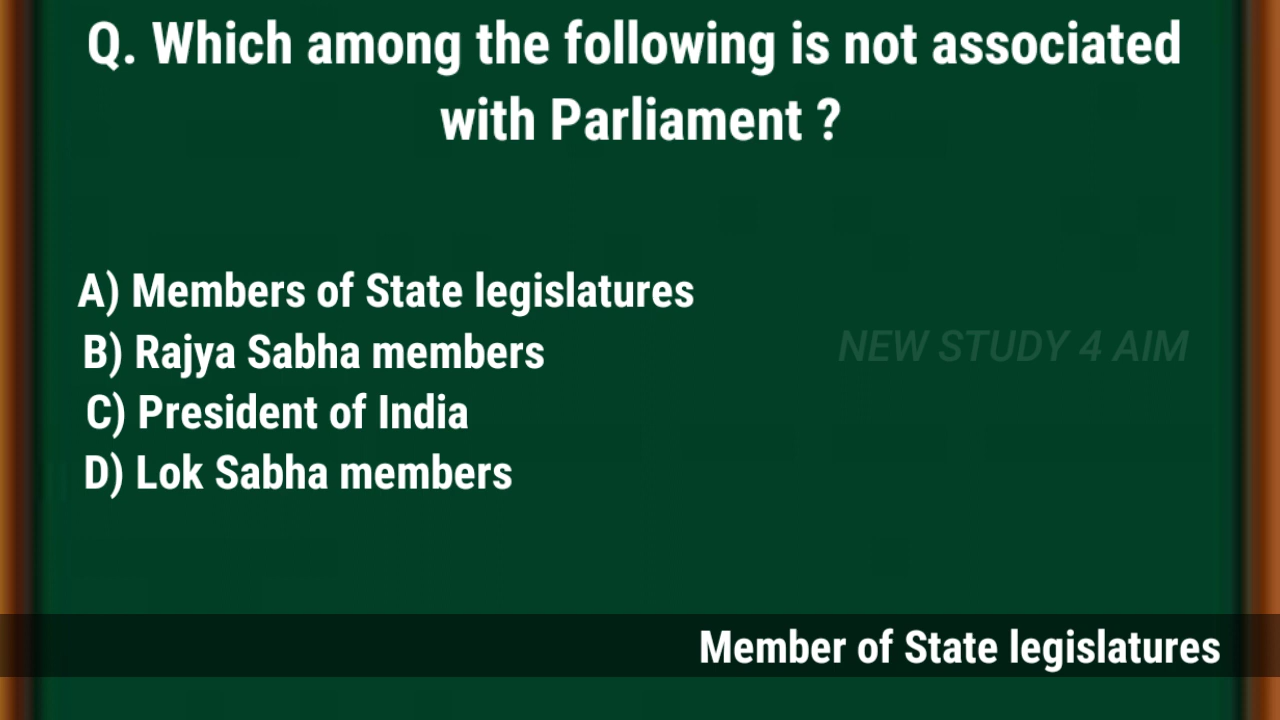 Q. Which among the following is not associated
with Parliament ?
A) Members of State legislatures
B) Rajya Sabha members
NEW STUDY 4 AIM
C) President of India
D) Lok Sabha members
Member of State legislatures